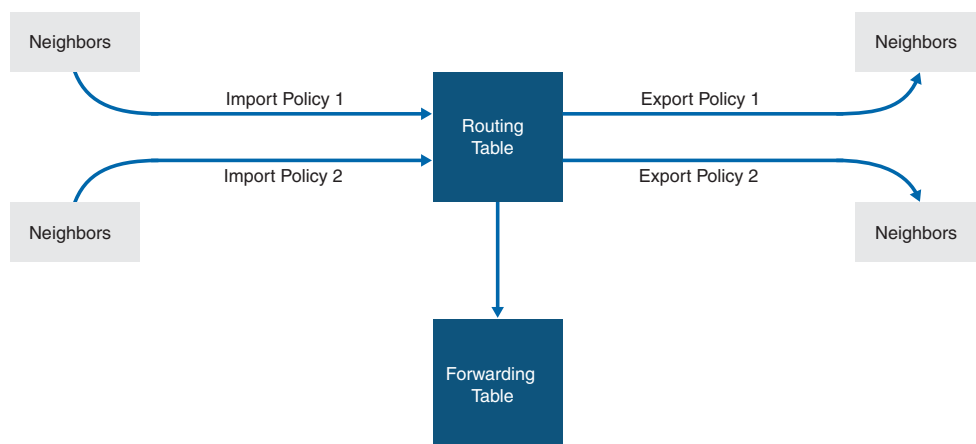 Neighbors
Neighbors
Import Policy 1
Export Policy 1
Routing
Table
Import Policy 2
Export Policy 2
Neighbors
Neighbors
Forwarding
Table